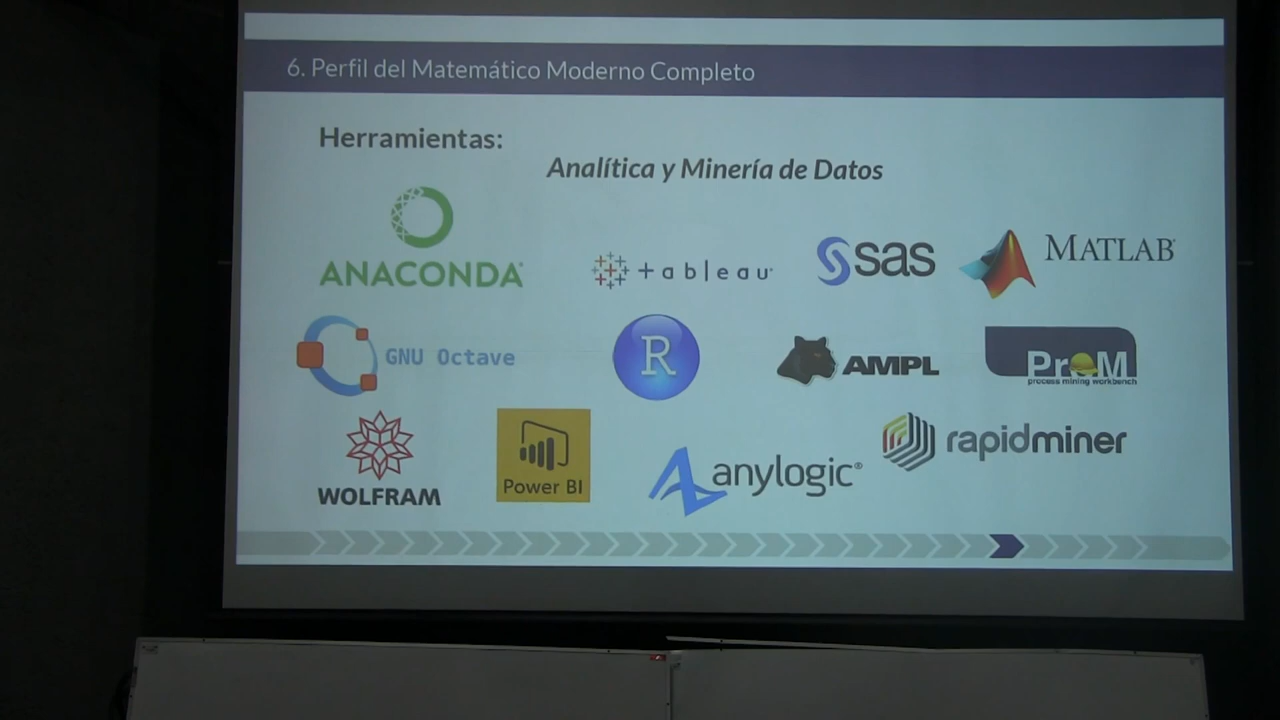 6. Perfil del Matemático Moderno Completo
Herramientas:
Analítica y Minería de Datos
ANACONDA
+ableau
sas
MATLAB
GNU Octave
R
AMPL
ProM
process mining workbench
WOLFRAM
Power BI
anylogic®
rapidminer